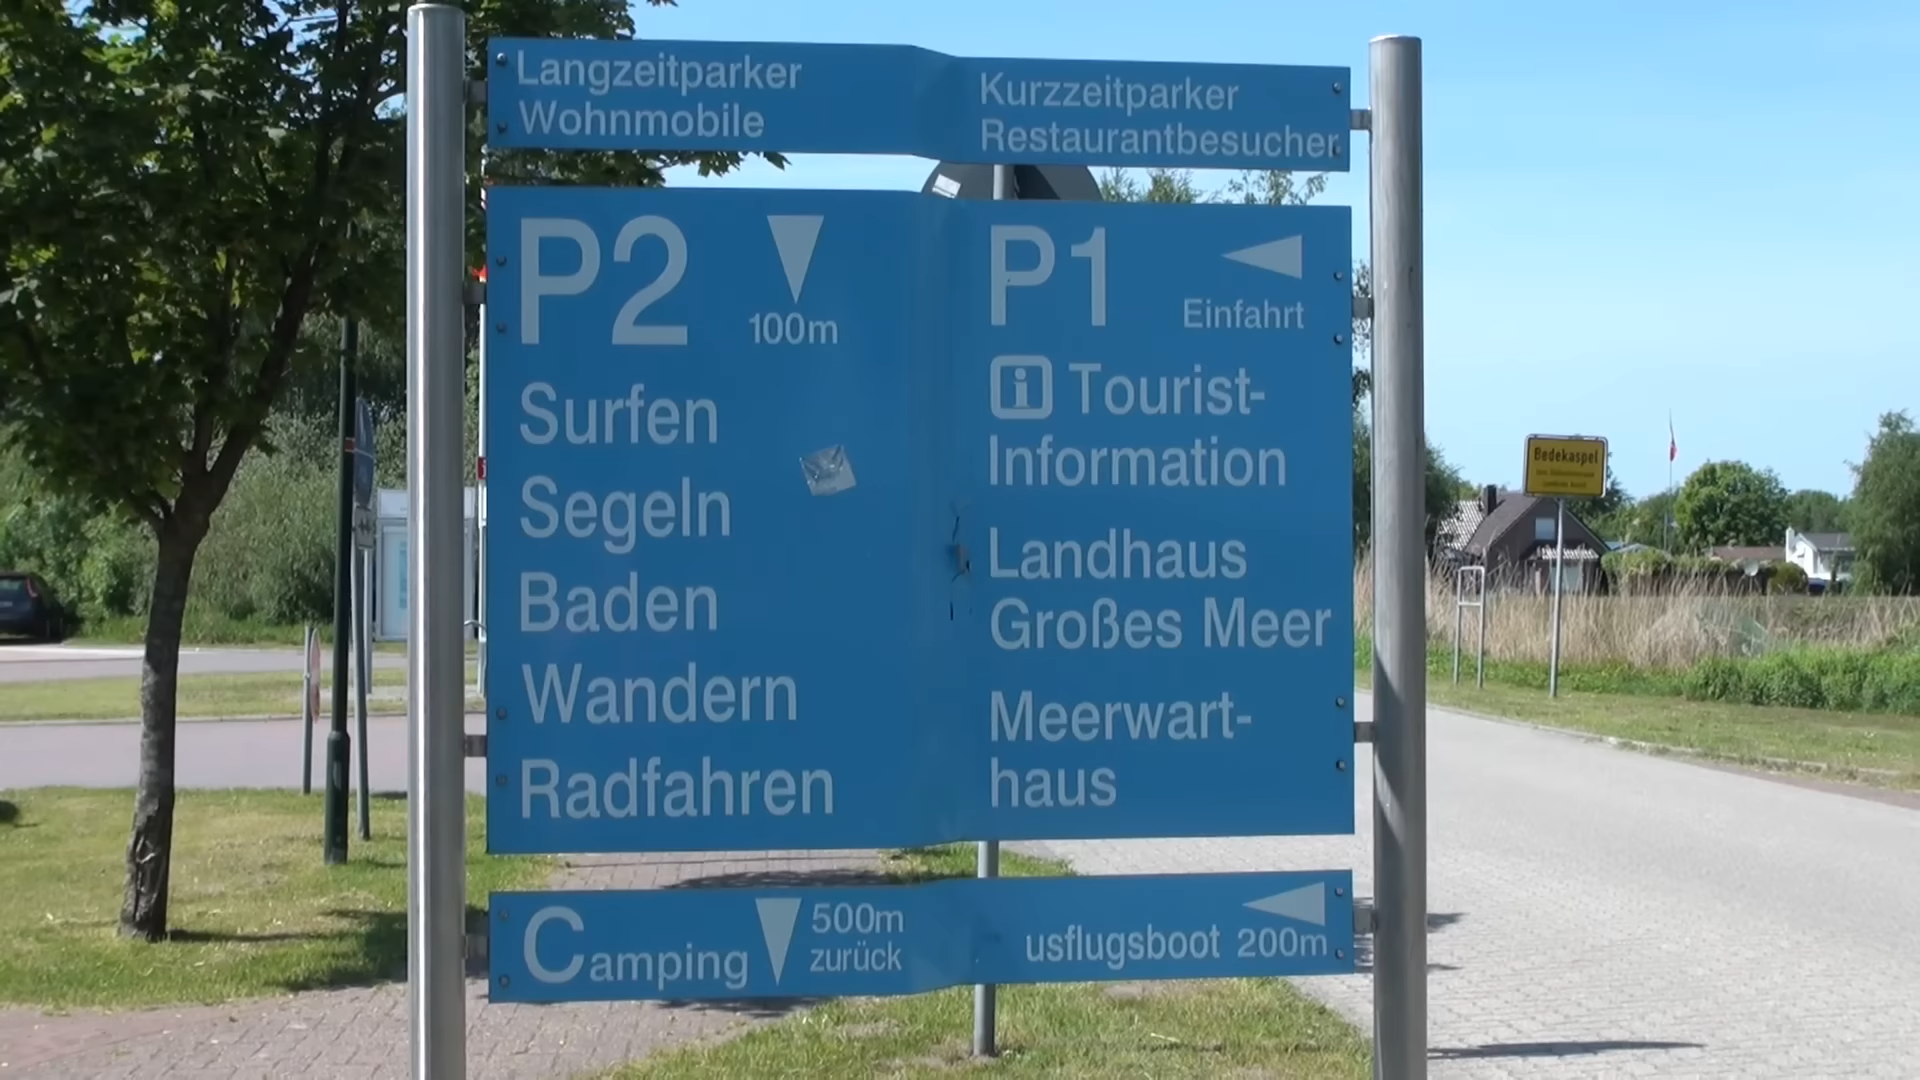 Langzeitparker
Wohnmobile
Kurzzeitparker
Restaurantbesucher
P2
100m
Surfen
Segeln
Baden
Wandern
Radfahren
P1
Einfahrt
i Tourist-
Information
Landhaus
Großes Meer
Meerwart-
haus
Camping
500m
zurück
usflugsboot 200m
Bedekaspel